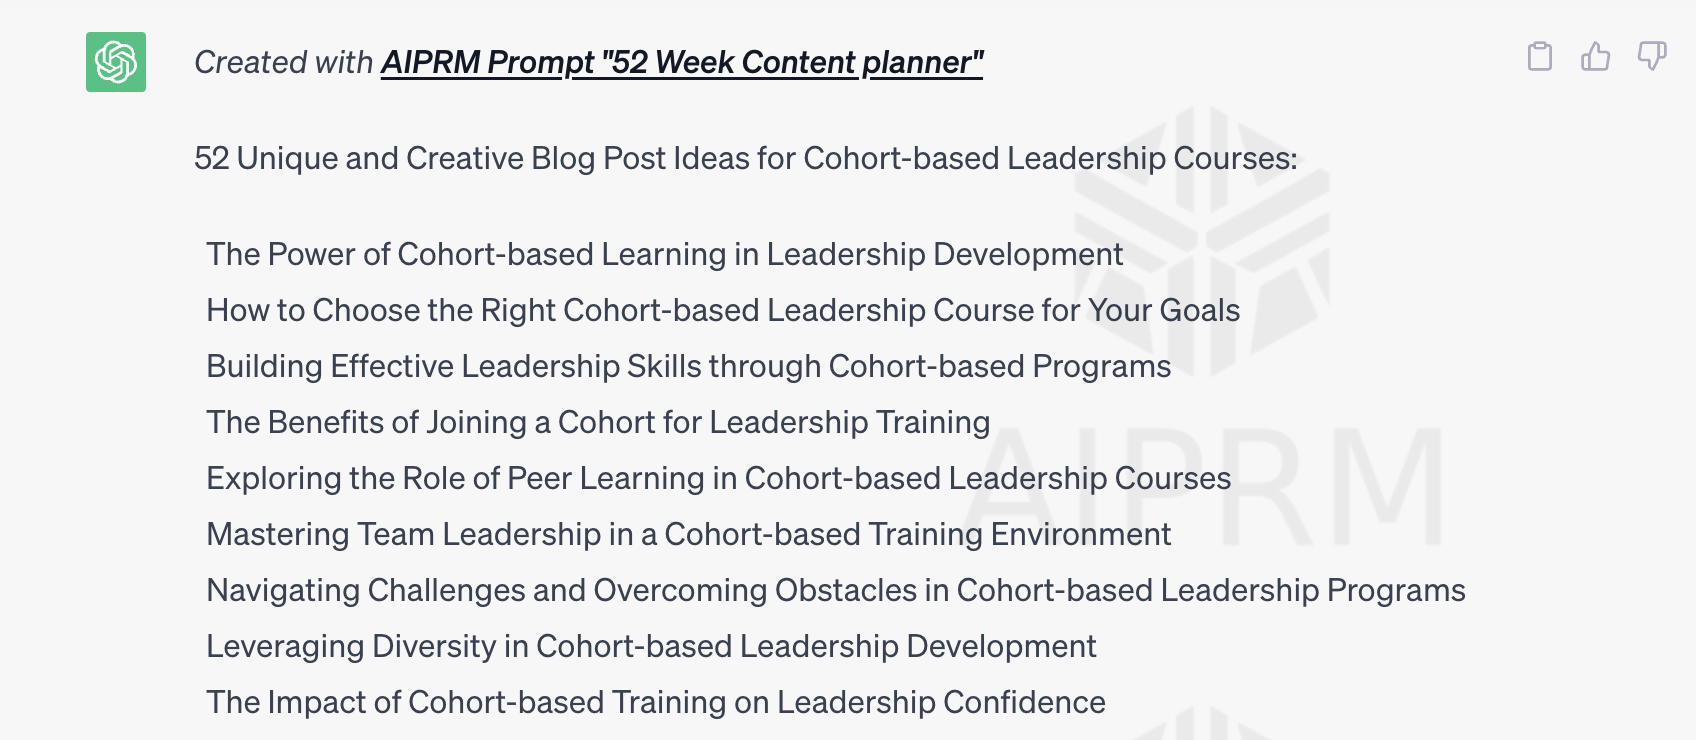 Created with AIPRM Prompt "52 Week Content planner"
52 Unique and Creative Blog Post Ideas for Cohort-based Leadership Courses:
The Power of Cohort-based Learning in Leadership Development
How to Choose the Right Cohort-based Leadership Course for Your Goals
Building Effective Leadership Skills through Cohort-based Programs
The Benefits of Joining a Cohort for Leadership Training
Exploring the Role of Peer Learning in Cohort-based Leadership Courses
Mastering Team Leadership in a Cohort-based Training Environment
Navigating Challenges and Overcoming Obstacles in Cohort-based Leadership Programs
Leveraging Diversity in Cohort-based Leadership Development
The Impact of Cohort-based Training on Leadership Confidence
AIPRM